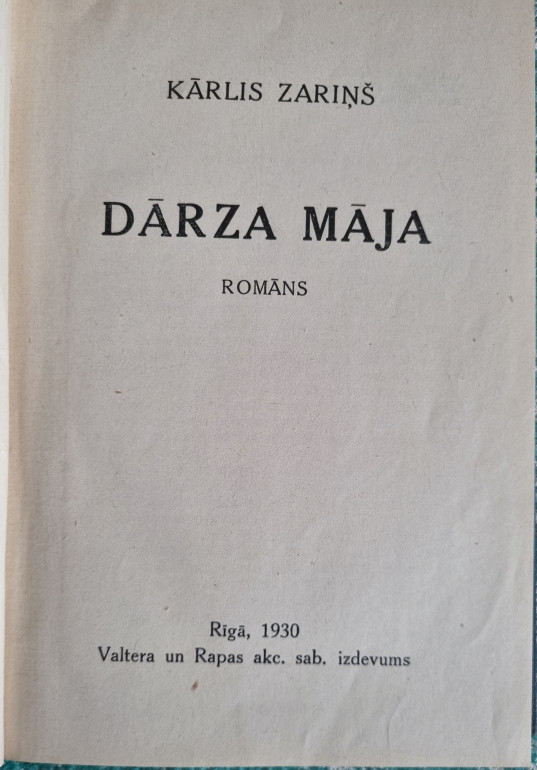 KĀRLIS ZARIŅŠ
DĀRZA MĀJA
ROMĀNS
Rīgā, 1930
Valtera un Rapas akc. sab. izdevums